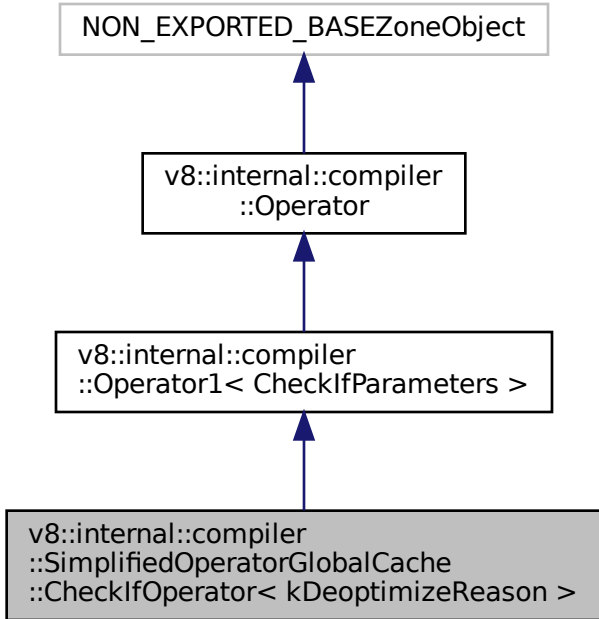 NON_EXPORTED_BASEZoneObject
v8::internal::compiler
::Operator
v8::internal::compiler
::Operator1< CheckIfParameters >
v8::internal::compiler
::SimplifiedOperatorGlobalCache
::CheckIfOperator< kDeoptimizeReason >